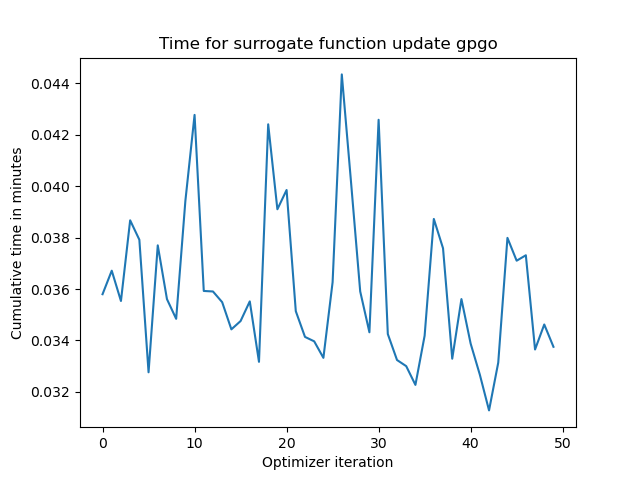 Time for surrogate function update gpgo
Cumulative time in minutes
0.044
0.042
0.040
0.038
0.036
0.034
0.032
0 10 20 30 40 50
Optimizer iteration